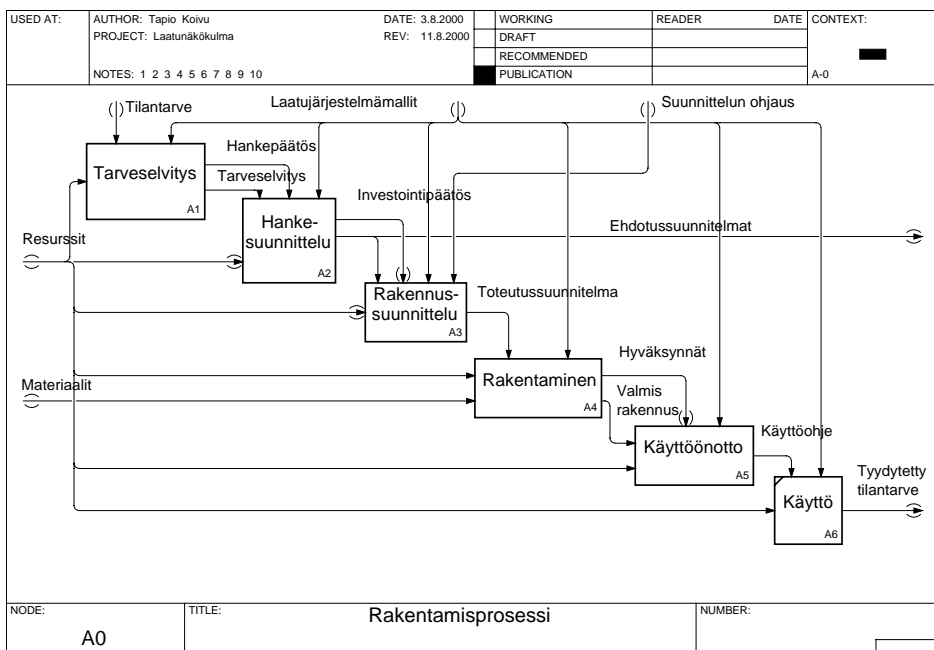 USED AT:
AUTHOR: Tapio Koivu
DATE: 3.8.2000
WORKING
READER
DATE
CONTEXT:
PROJECT: Laatunäkökulma
REV: 11.8.2000
DRAFT
RECOMMENDED
NOTES: 1 2 3 4 5 6 7 8 9 10
PUBLICATION
A-0
Tilantarve
Laatujärjestelmämallit
Suunnittelun ohjaus
Hankepäätös
Tarveselvitys
A1
Tarveselvitys
Investointipäätös
Hanke-
suunnittelu
A2
Ehdotussuunnitelmat
Resurssit
Rakennus-
suunnittelu
A3
Toteutussuunnitelma
Hyväksynnät
Rakentaminen
A4
Materiaalit
Valmis
rakennus
Käyttöohje
Käyttöönotto
A5
Tyydytetty
tilantarve
Käyttö
A6
NODE:
TITLE:
Rakentamisprosessi
NUMBER:
A0